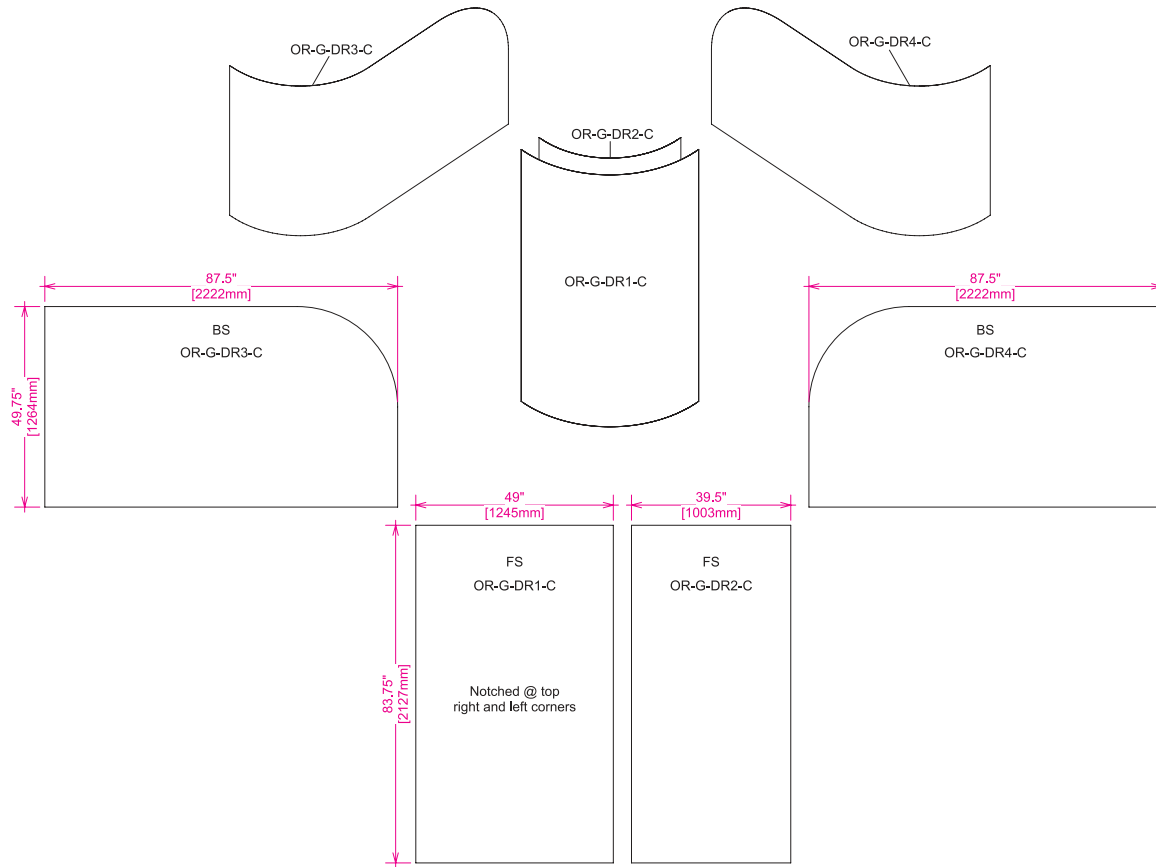 OR-G-DR3-C
OR-G-DR4-C
OR-G-DR2-C
OR-G-DR1-C
87.5"
[2222mm]
87.5"
[2222mm]
BS
OR-G-DR3-C
BS
OR-G-DR4-C
49.75"
[1264mm]
49"
[1245mm]
39.5"
[1003mm]
FS
OR-G-DR1-C
FS
OR-G-DR2-C
83.75"
[2127mm]
Notched @ top
right and left corners